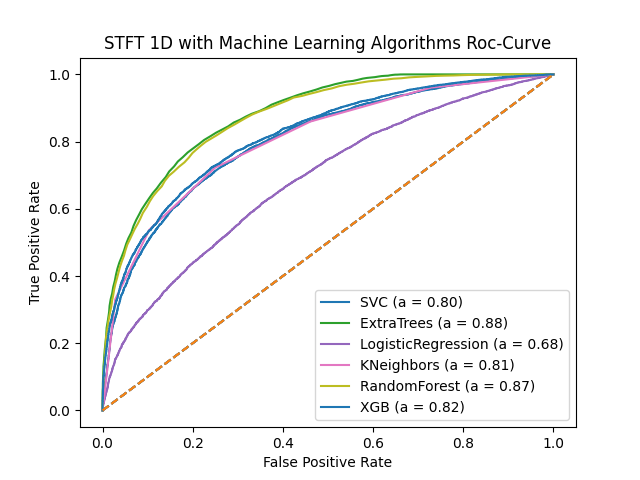 STFT 1D with Machine Learning Algorithms Roc-Curve
1.0
0.8
0.6
0.4
0.2
0.0
True Positive Rate
SVC (a = 0.80)
ExtraTrees (a = 0.88)
LogisticRegression (a = 0.68)
KNeighbors (a = 0.81)
RandomForest (a = 0.87)
XGB (a = 0.82)
0.0 0.2 0.4 0.6 0.8 1.0
False Positive Rate